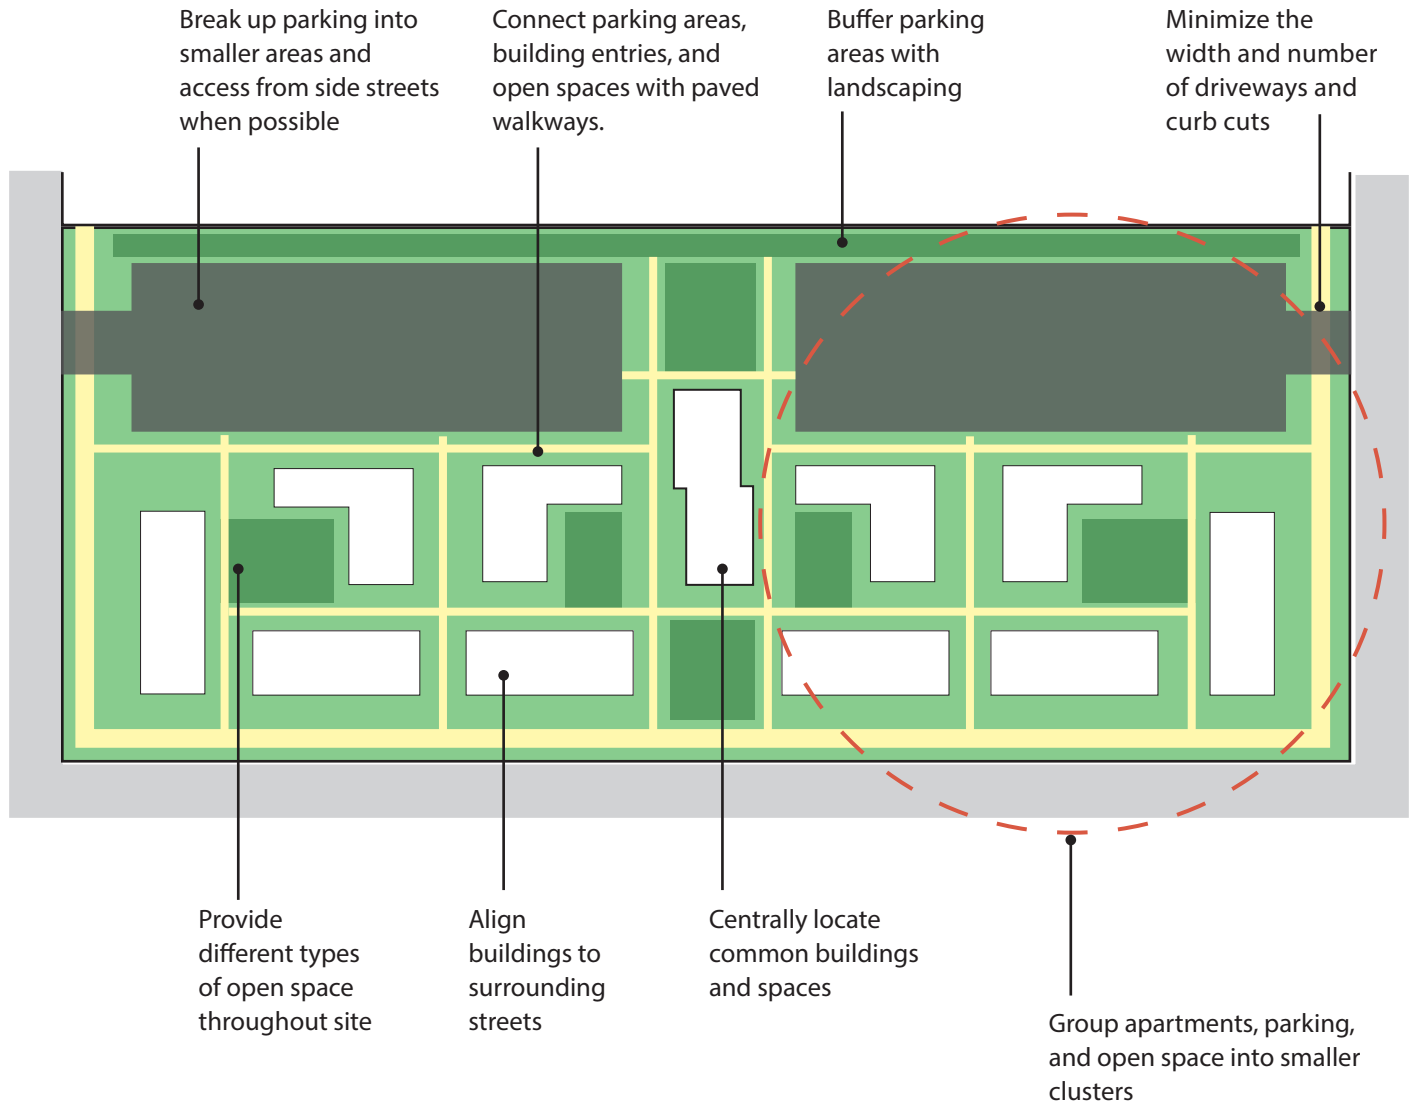 Break up parking into
smaller areas and
access from side streets
when possible
Connect parking areas,
building entries, and
open spaces with paved
walkways.
Buffer parking
areas with
landscaping
Minimize the
width and number
of driveways and
curb cuts
Provide
different types
of open space
throughout site
Align
buildings to
surrounding
streets
Centrally locate
common buildings
and spaces
Group apartments, parking,
and open space into smaller
clusters